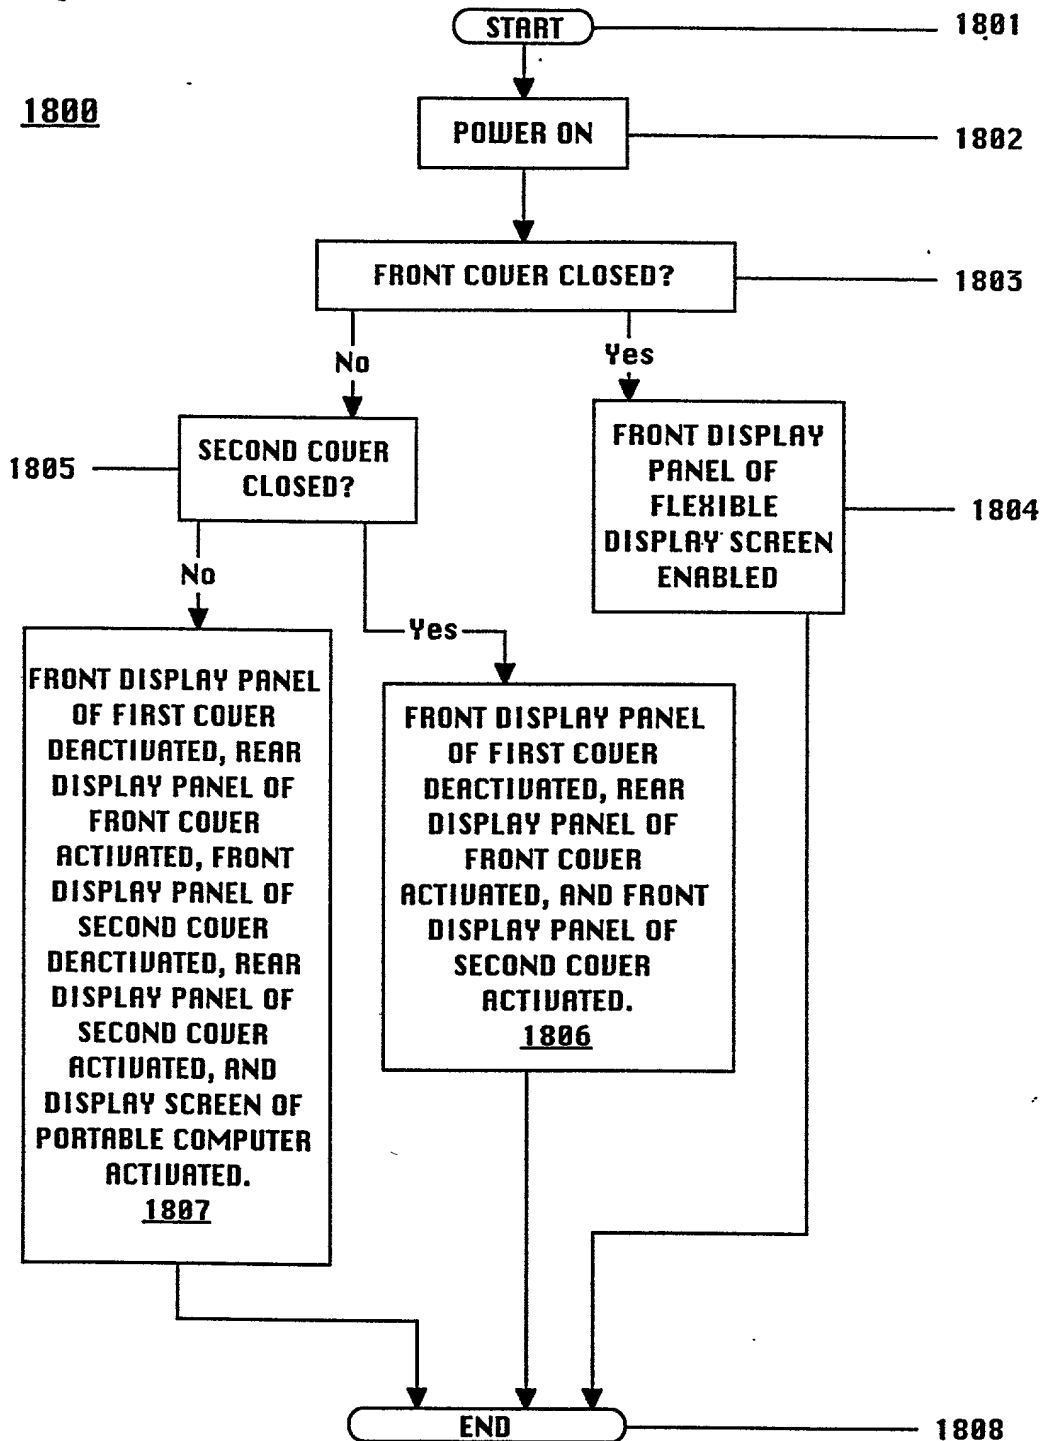 START
1801
1800
POWER ON
1802
FRONT COVER CLOSED?
1803
No
Yes
1805
SECOND COVER
CLOSED?
FRONT DISPLAY
PANEL OF
FLEXIBLE
DISPLAY SCREEN
ENABLED
1804
No
Yes
FRONT DISPLAY PANEL
OF FIRST COVER
DEACTIVATED, REAR
DISPLAY PANEL OF
FRONT COVER
ACTIVATED, FRONT
DISPLAY PANEL OF
SECOND COVER
DEACTIVATED, REAR
DISPLAY PANEL OF
SECOND COVER
ACTIVATED, AND
DISPLAY SCREEN OF
PORTABLE COMPUTER
ACTIVATED.
1807
FRONT DISPLAY PANEL
OF FIRST COVER
DEACTIVATED, REAR
DISPLAY PANEL OF
FRONT COVER
ACTIVATED, AND FRONT
DISPLAY PANEL OF
SECOND COVER
ACTIVATED.
1806
END
1808